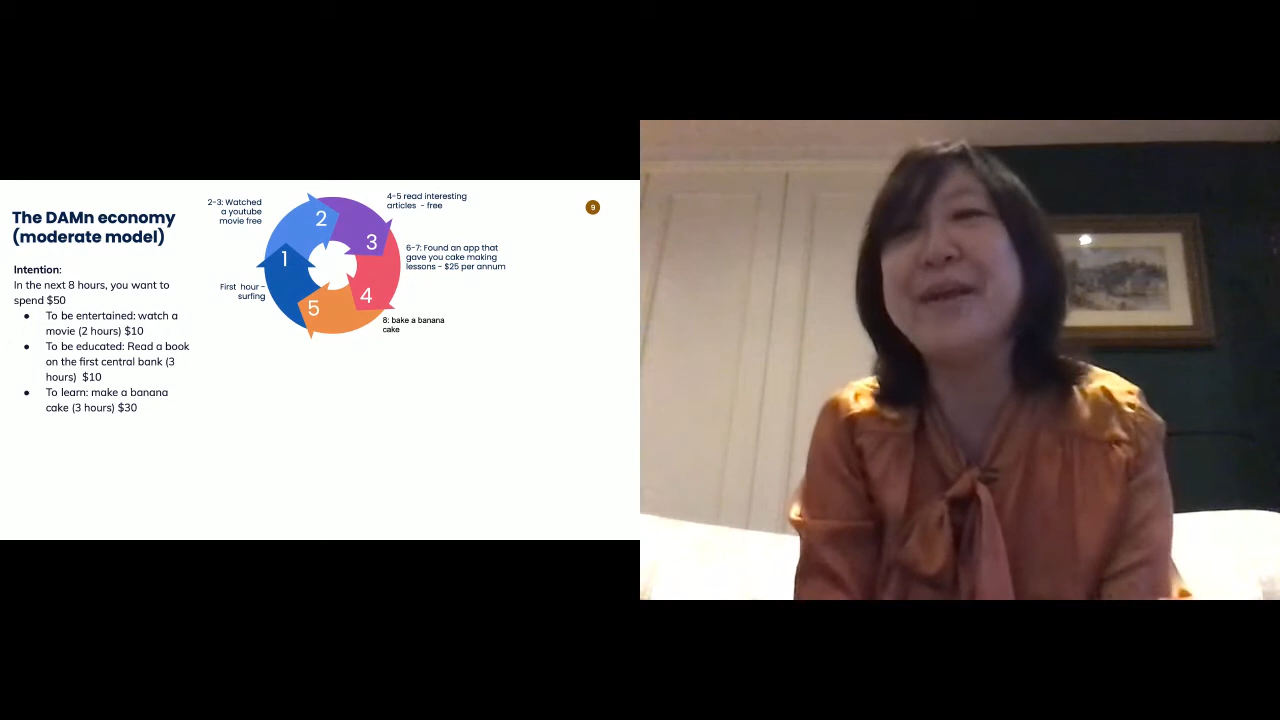 The DAMn economy
(moderate model)
Intention:
In the next 8 hours, you want to
spend $50
● To be entertained: watch a
movie (2 hours) $10
● To be educated: Read a book
on the first central bank (3
hours) $10
● To learn: make a banana
cake (3 hours) $30
2-3: Watched
a youtube
movie free
4-5 read interesting
articles - free
9
6-7: Found an app that
gave you cake making
lessons - $25 per annum
First hour -
surfing
8: bake a banana
cake
1
2
3
4
5